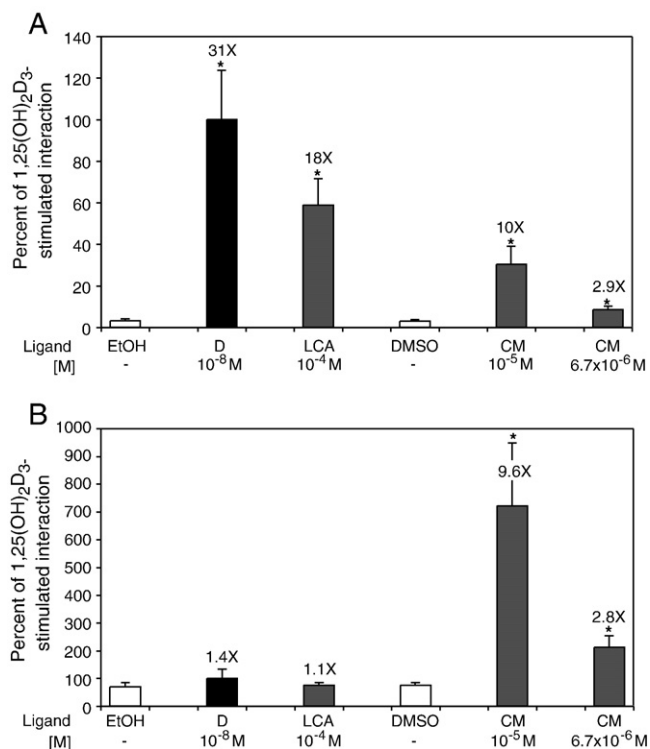 A
Percent of 1,25(OH)₂D₃-
stimulated interaction
140
120
100
80
60
40
20
0
31X
*
18X
*
10X
*
2.9X
*
Ligand EtOH D LCA DMSO CM CM
[M] - 10⁻⁸ M 10⁻⁴ M - 10⁻⁵ M 6.7x10⁻⁶ M
B
Percent of 1,25(OH)₂D₃-
stimulated interaction
1000
900
800
700
600
500
400
300
200
100
0
1.4X
1.1X
*
9.6X
2.8X
*
Ligand EtOH D LCA DMSO CM CM
[M] - 10⁻⁸ M 10⁻⁴ M - 10⁻⁵ M 6.7x10⁻⁶ M